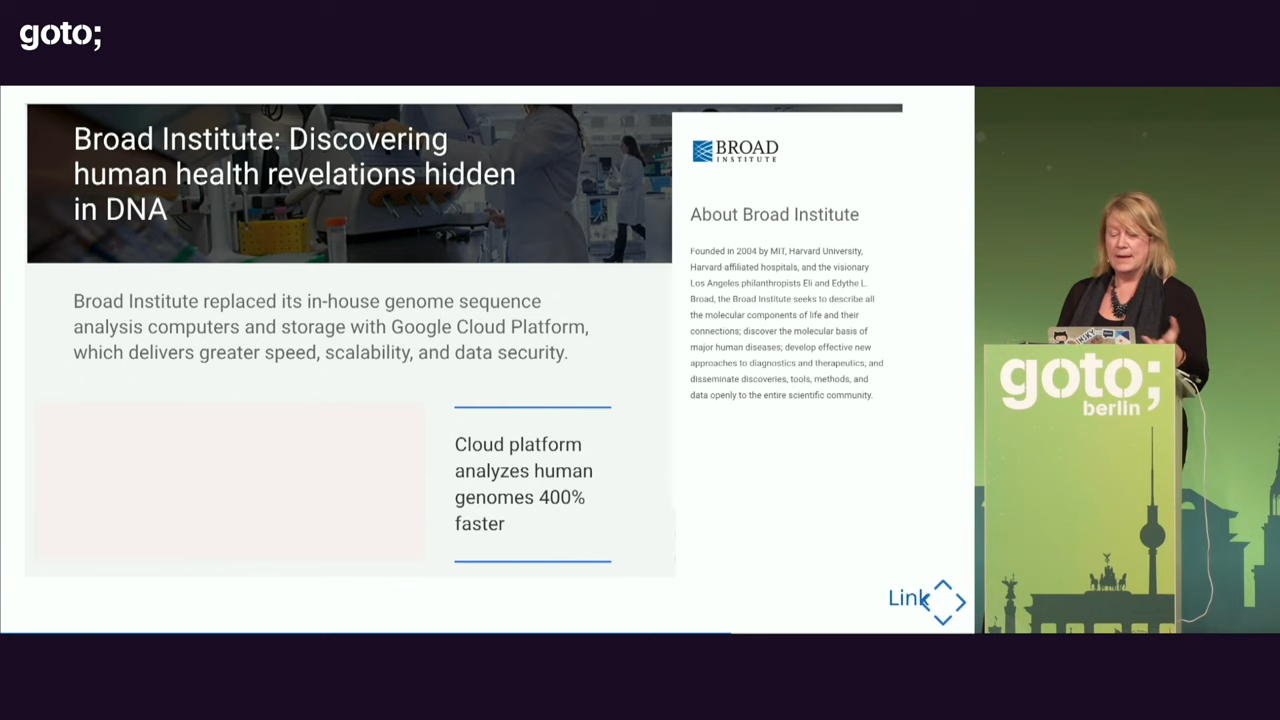 goto;
Broad Institute: Discovering
human health revelations hidden
in DNA
Broad Institute replaced its in-house genome sequence
analysis computers and storage with Google Cloud Platform,
which delivers greater speed, scalability, and data security.
Cloud platform
analyzes human
genomes 400%
faster
BROAD
INSTITUTE
About Broad Institute
Founded in 2004 by MIT, Harvard University,
Harvard-affiliated hospitals, and the visionary
Los Angeles philanthropists Eli and Edythe L.
Broad, the Broad Institute seeks to describe all
the molecular components of life and their
connections; discover the molecular basis of
major human diseases; develop effective new
approaches to diagnostics and therapeutics; and
disseminate discoveries, tools, methods, and
data openly to the entire scientific community.
Link
goto;
berlin